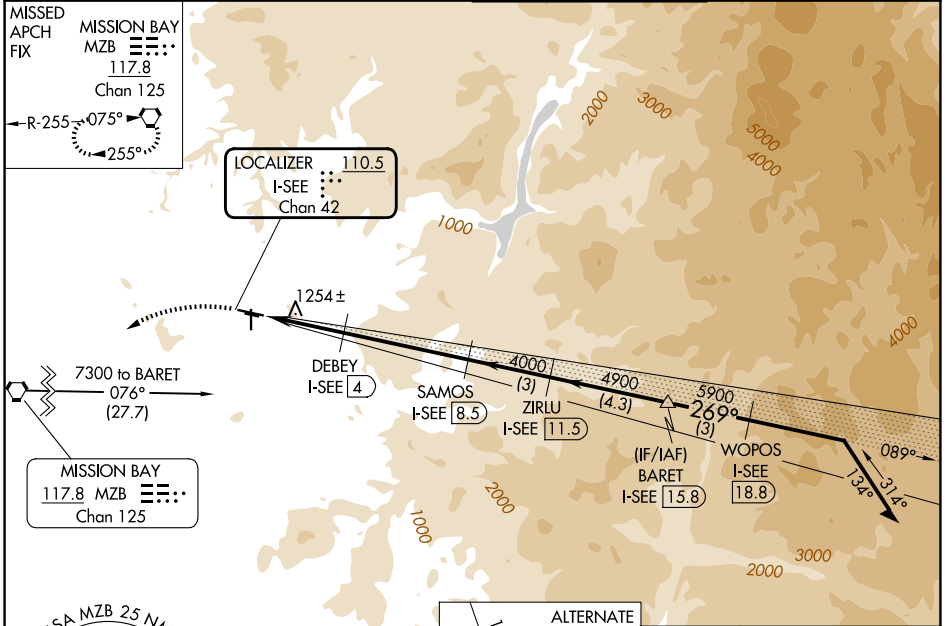 MISSED
APCH
FIX
MISSION BAY
MZB
117.8
Chan 125
R-255
075°
255°
LOCALIZER 110.5
I-SEE
Chan 42
2000
3000
5000
4000
1000
1254 ±
7300 to BARET
076°
(27.7)
DEBEY
I-SEE 4
SAMOS
I-SEE 8.5
4000
(3)
ZIRLU
I-SEE 11.5
4900
(4.3)
5900
269°
(3)
(IF/IAF)
BARET
I-SEE 15.8
WOPOS
I-SEE
18.8
4000
089°
314°
134°
MISSION BAY
117.8 MZB
Chan 125
2000
1000
3000
2000
MZB 25
ALTERNATE